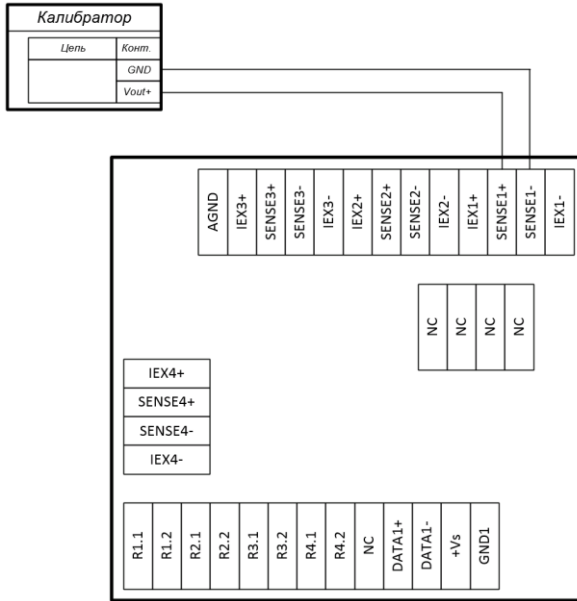 Калибратор
Цепь Конт.
GND
Vout+
AGND
IEX3+
SENSE3+
SENSE3-
IEX3-
IEX2+
SENSE2+
SENSE2-
IEX2-
IEX1+
SENSE1+
SENSE1-
IEX1-
NC
NC
NC
NC
IEX4+
SENSE4+
SENSE4-
IEX4-
R1.1
R1.2
R2.1
R2.2
R3.1
R3.2
R4.1
R4.2
NC
DATA1+
DATA1-
+Vs
GND1